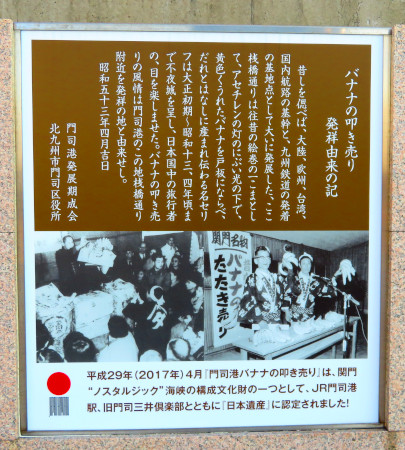 バナナの叩き売り
発祥由来の記
昔しを偲べば、大陸、欧州、台湾、
国内航路の基幹と、九州鉄道の発着
の基地点として大いに発展した、ここ
桟橋通りは往昔の絵巻の一こまとし
て、アセチレンの灯のにぶい光の下で、
黄色くうれたバナナを戸板にならべ、
だれとはなしに産まれ伝わる名セリ
フは大正初期、昭和十三、四年頃ま
で不夜城を呈し、日本国中の旅行者
の、目を楽しませた。バナナの叩き売
りの風情は門司港のこの地桟橋通り
附近を発祥の地と由来せし。
昭和五十三年四月吉日
門司港発展期成会
北九州市門司区役所
関門名物
バナナの
たたき売り
平成29年(2017年)4月『門司港バナナの叩き売り』は、関門
“ノスタルジック”海峡の構成文化財の一つとして、JR門司港
駅、旧門司三井倶楽部とともに『日本遺産』に認定されました!